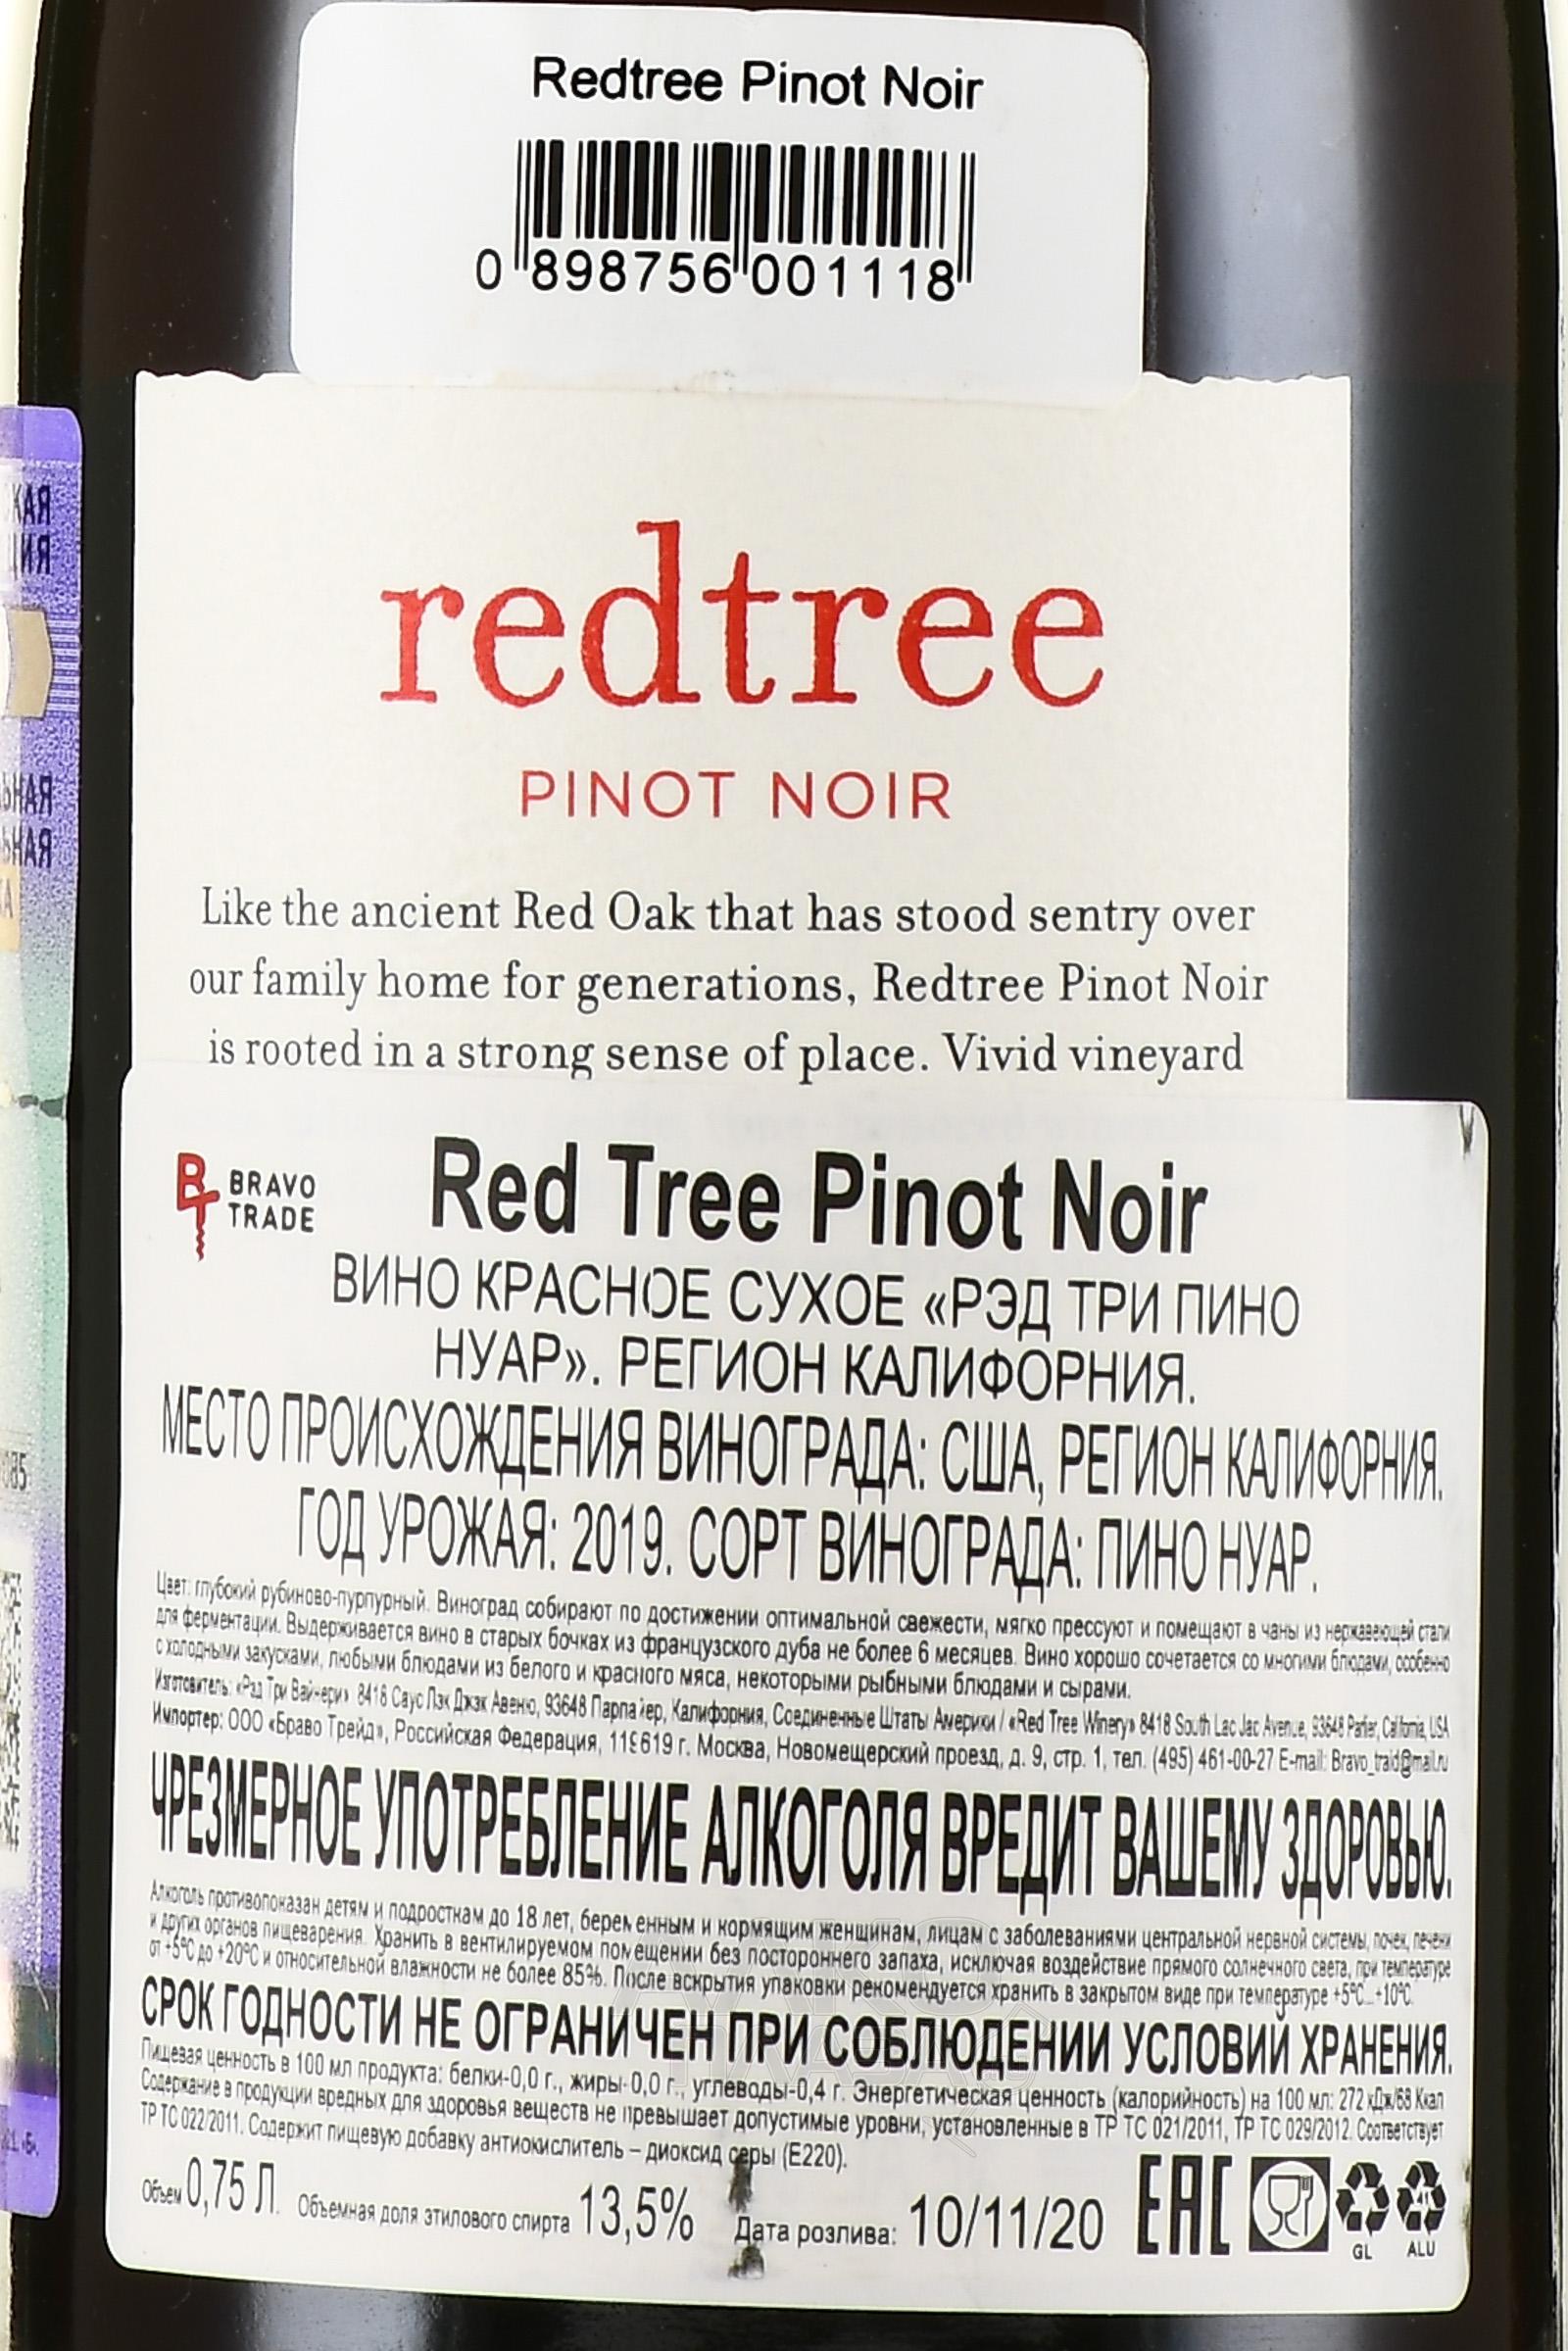 Redtree Pinot Noir
0 898756 001118
КАЯ
ЬНАЯ
ЬНАЯ
redtree
PINOT NOIR
Like the ancient Red Oak that has stood sentry over
our family home for generations, Redtree Pinot Noir
is rooted in a strong sense of place. Vivid vineyard
BRAVO
TRADE
Red Tree Pinot Noir
ВИНО КРАСНОЕ СУХОЕ «РЭД ТРИ ПИНО
НУАР». РЕГИОН КАЛИФОРНИЯ.
МЕСТО ПРОИСХОЖДЕНИЯ ВИНОГРАДА: США, РЕГИОН КАЛИФОРНИЯ.
ГОД УРОЖАЯ: 2019. СОРТ ВИНОГРАДА: ПИНО НУАР.
Цвет: глубокий рубиново-пурпурный. Виноград собирают по достижении оптимальной свежести, мягко прессуют и помещают в чаны из нержавеющей стали
для ферментации. Выдерживается вино в старых бочках из французского дуба не более 6 месяцев. Вино хорошо сочетается со многими блюдами, особенно
с холодными закусками, любыми блюдами из белого и красного мяса, некоторыми рыбными блюдами и сырами.
Изготовитель: «Рэд Три Вайнери» 8418 Саус Лэк Джэк Авеню, 93648 Парлайер, Калифорния, Соединенные Штаты Америки / «Red Tree Winery» 8418 South Lac Jac Avenue, 93648 Parlier, California, USA
Импортер: ООО «Браво Трейд», Российская Федерация, 119619 г. Москва, Новомещерский проезд, д. 9, стр. 1, тел. (495) 461-00-27 E-mail: Bravo_traid@mail.ru
ЧРЕЗМЕРНОЕ УПОТРЕБЛЕНИЕ АЛКОГОЛЯ ВРЕДИТ ВАШЕМУ ЗДОРОВЬЮ.
Алкоголь противопоказан детям и подросткам до 18 лет, беременным и кормящим женщинам, лицам с заболеваниями центральной нервной системы, почек, печени
и других органов пищеварения. Хранить в вентилируемом помещении без постороннего запаха, исключая воздействие прямого солнечного света, при температуре
от +5°С до +20°С и относительной влажности не более 85%. После вскрытия упаковки рекомендуется хранить в закрытом виде при температуре +5°С...+10°С.
СРОК ГОДНОСТИ НЕ ОГРАНИЧЕН ПРИ СОБЛЮДЕНИИ УСЛОВИЙ ХРАНЕНИЯ.
Пищевая ценность в 100 мл продукта: белки-0,0 г., жиры-0,0 г., углеводы-0,4 г. Энергетическая ценность (калорийность) на 100 мл: 272 кДж/68 Ккал
Содержание в продукции вредных для здоровья веществ не превышает допустимые уровни, установленные в ТР ТС 021/2011, ТР ТС 029/2012. Соответствует
ТР ТС 022/2011. Содержит пищевую добавку антиокислитель – диоксид серы (Е220).
Объем 0,75 Л. Объемная доля этилового спирта 13,5% Дата розлива: 10/11/20 EAC
GL
41
ALU